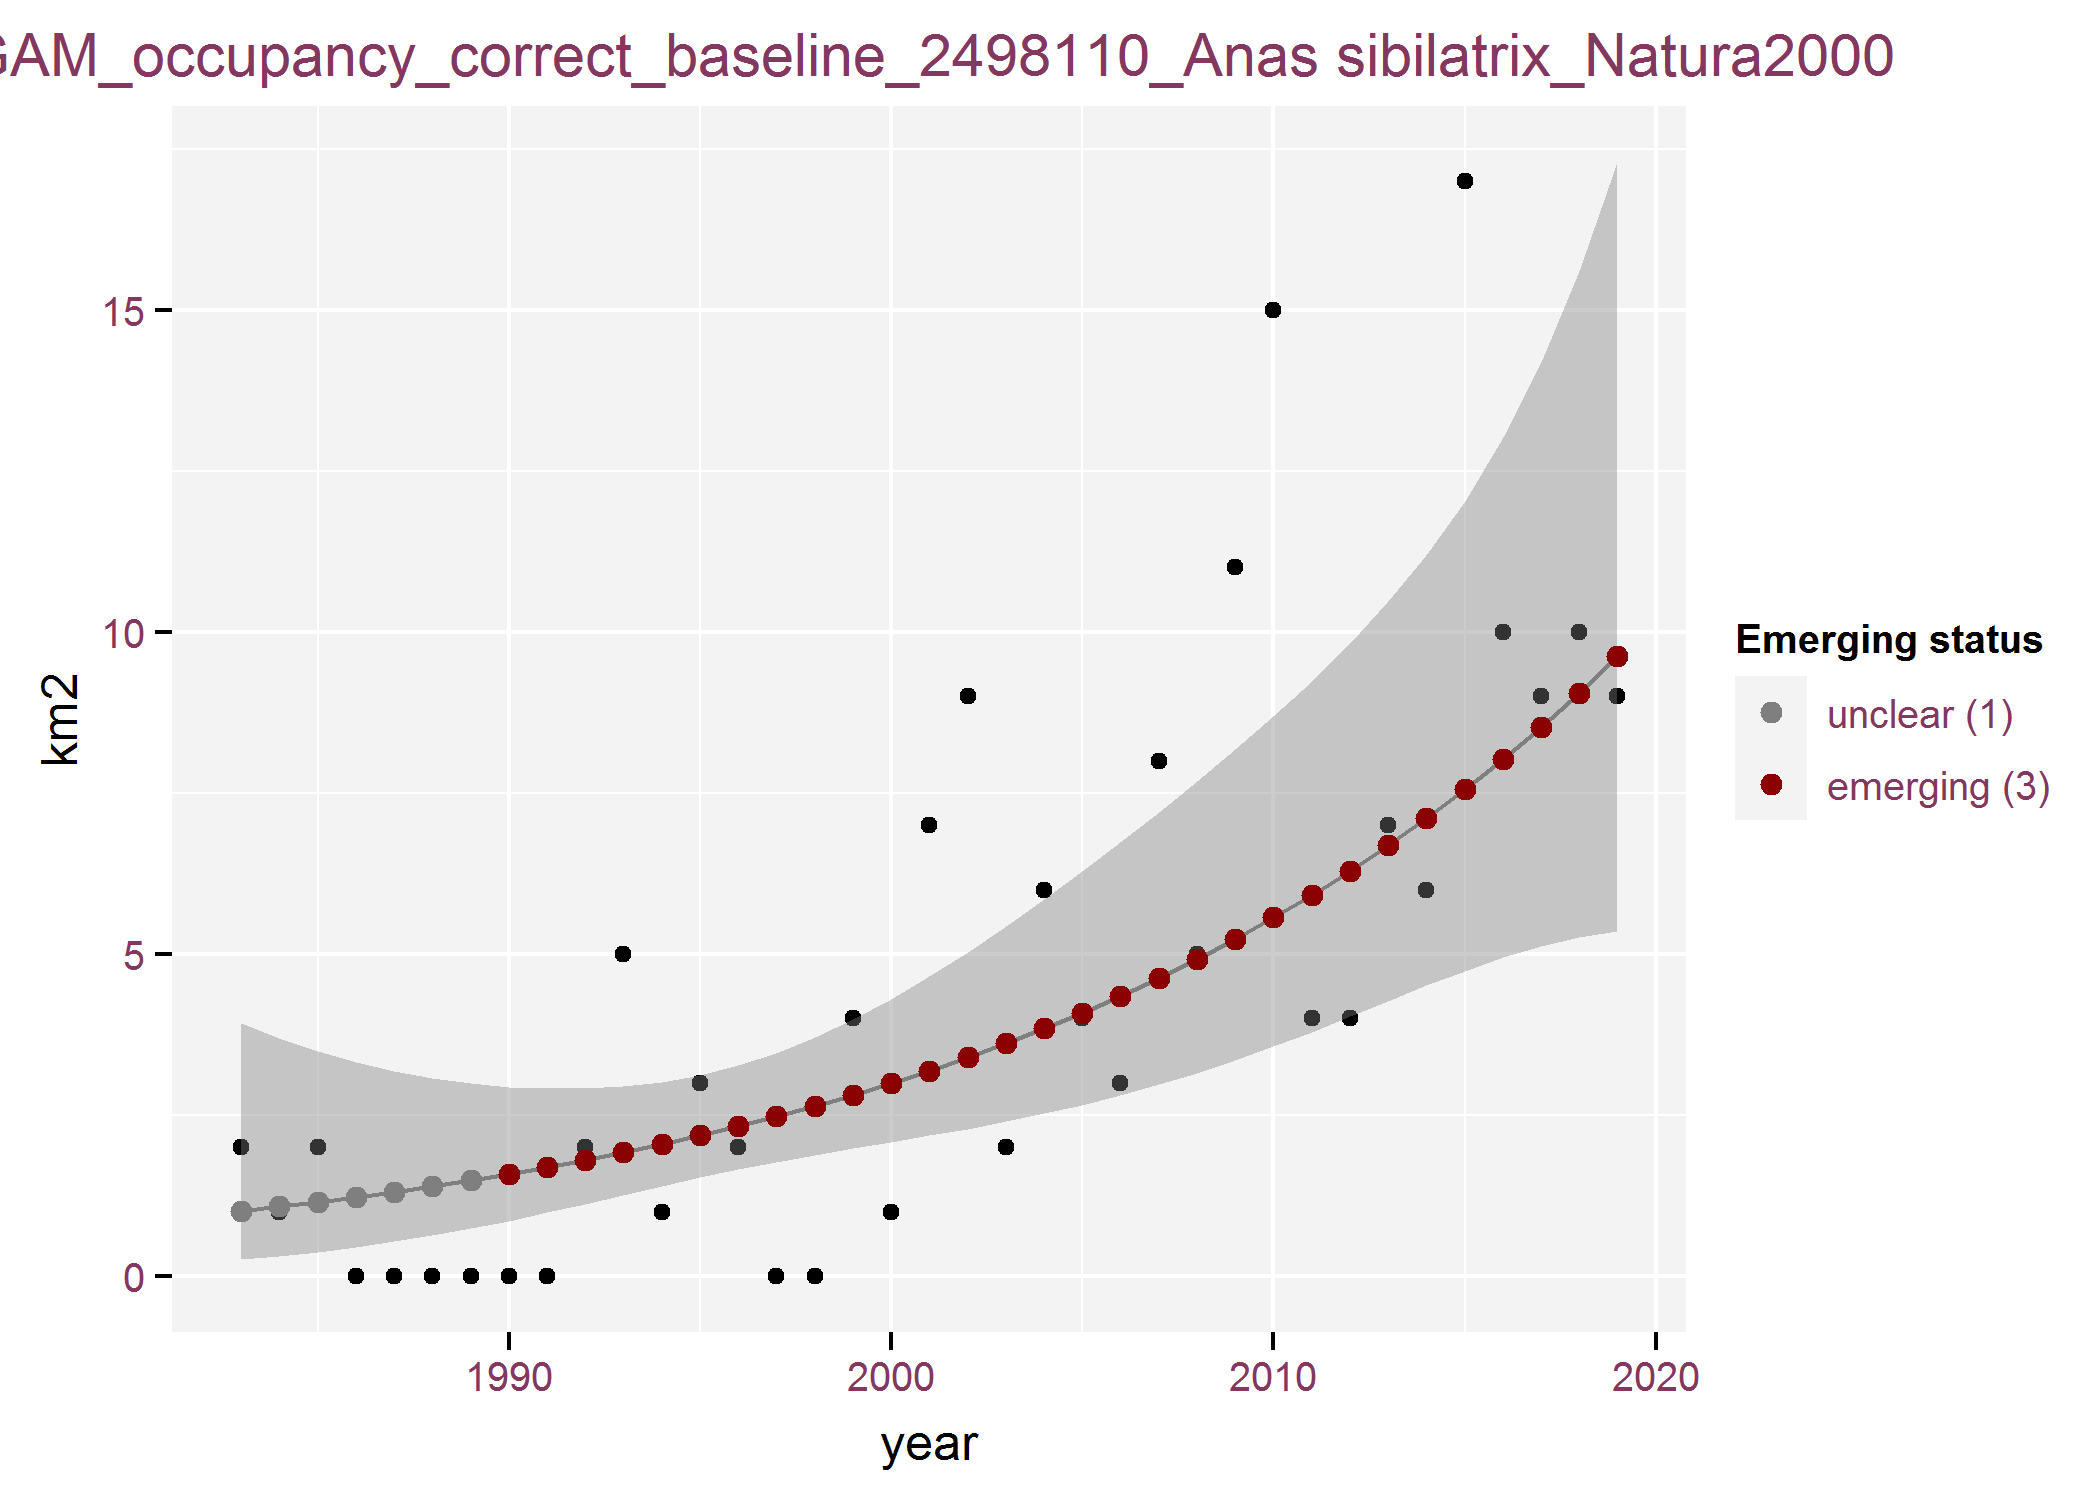 GAM_occupancy_correct_baseline_2498110_Anas sibilatrix_Natura2000
15
10
5
0
km2
1990 2000 2010 2020
year
Emerging status
unclear (1)
emerging (3)